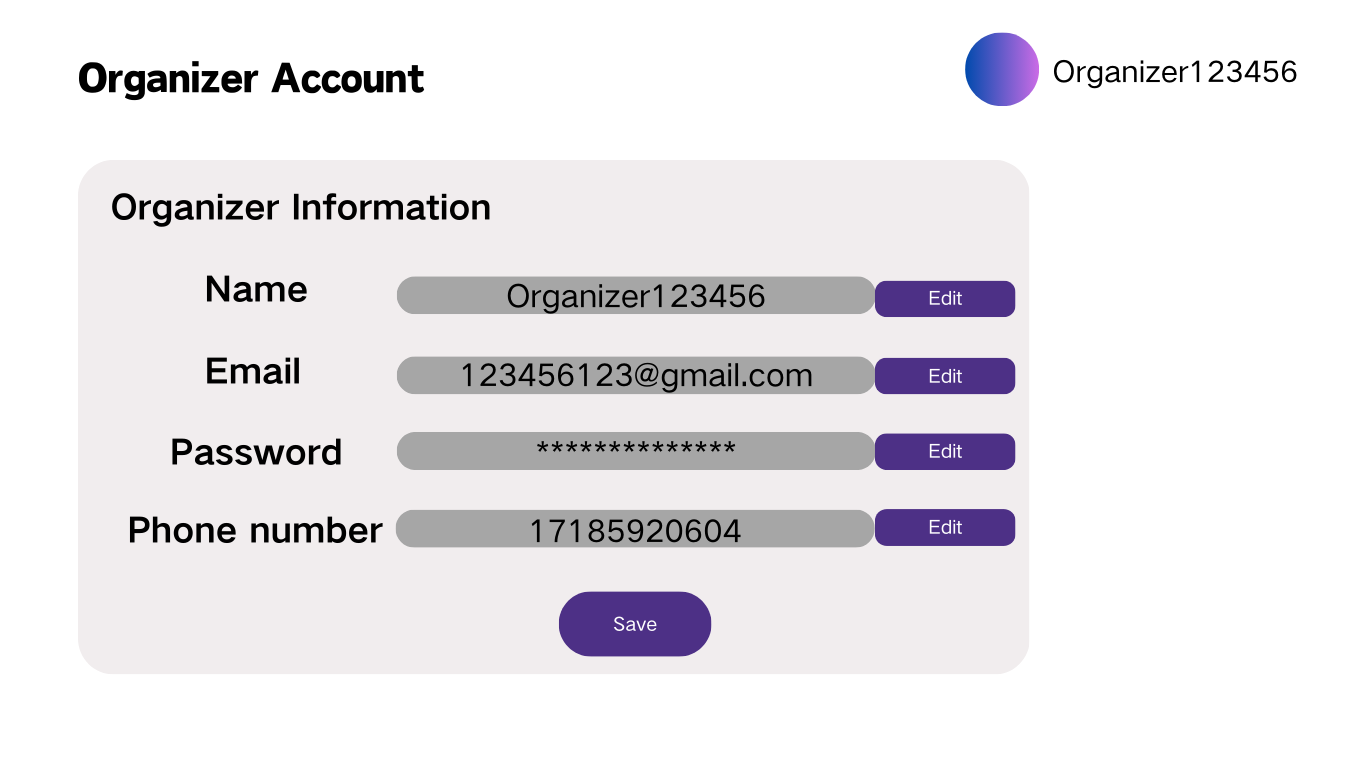 Organizer Account
Organizer123456
Organizer Information
Name
Organizer123456
Edit
Email
123456123@gmail.com
Edit
Password
**************
Edit
Phone number
17185920604
Edit
Save